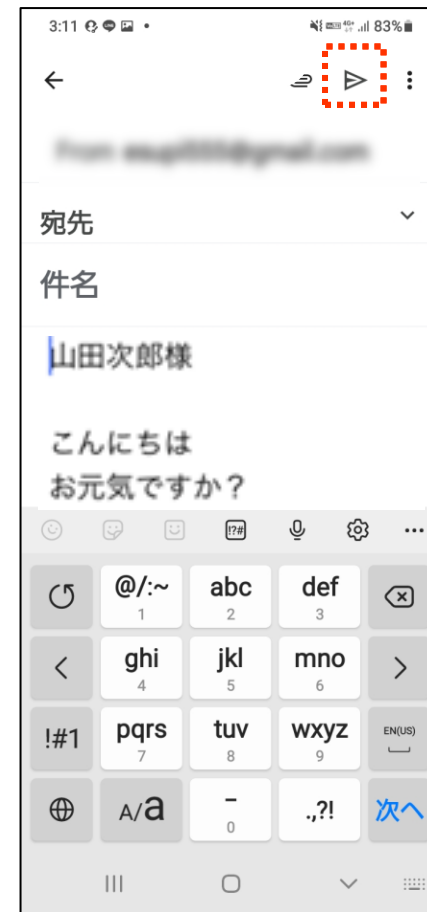 3:11 83%
宛先
件名
山田次郎様
こんにちは
お元気ですか？
!?#
@/:~ abc def
1 2 3
ghi jkl mno
4 5 6
!#1 pqrs tuv wxyz EN(US)
7 8 9
A/a - .,?! 次へ
0